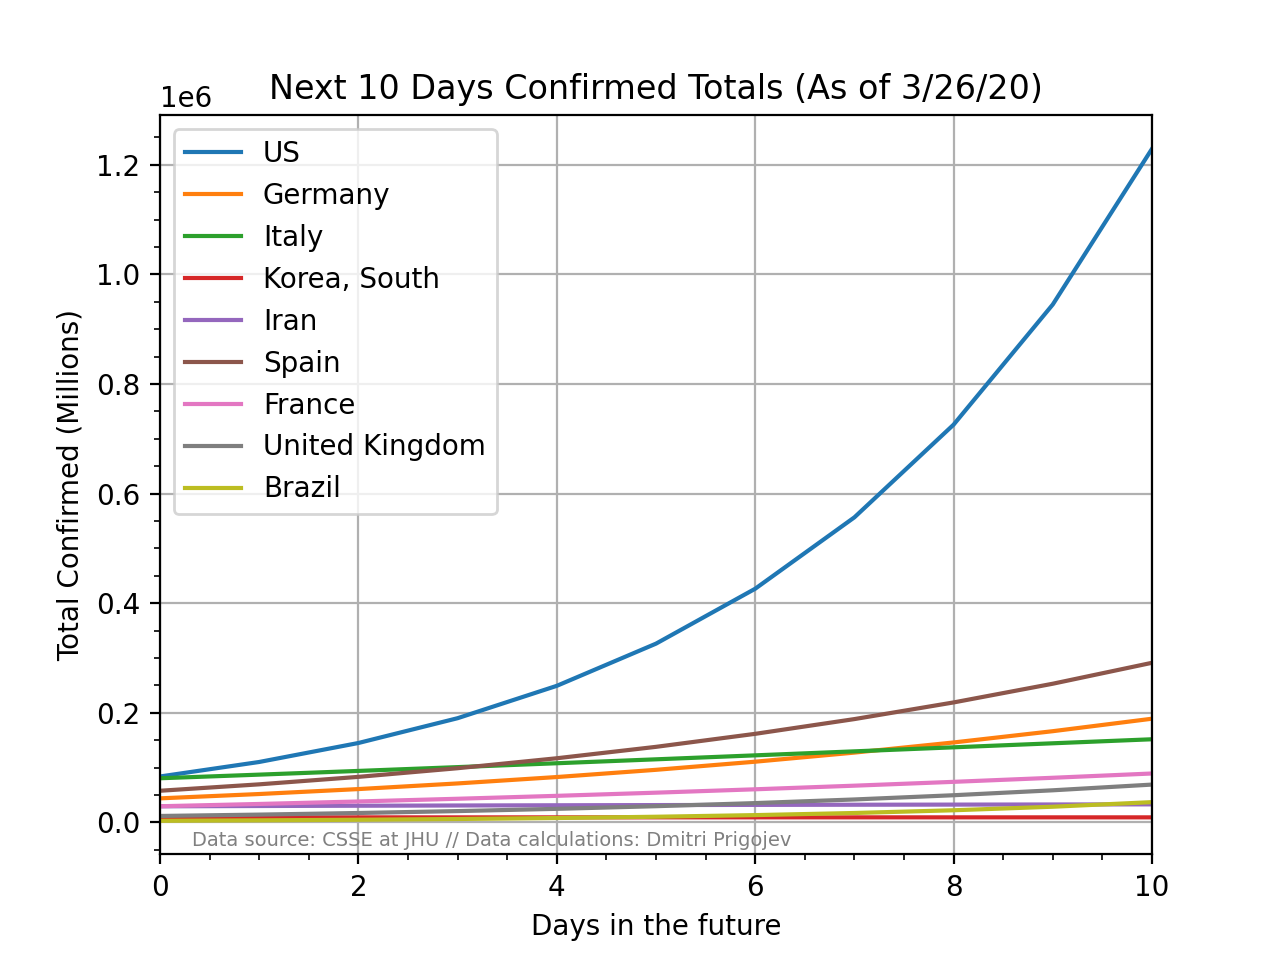 Next 10 Days Confirmed Totals (As of 3/26/20)
1e6
US
Germany
Italy
Korea, South
Iran
Spain
France
United Kingdom
Brazil
1.2
1.0
0.8
0.6
0.4
0.2
0.0
Total Confirmed (Millions)
Data source: CSSE at JHU // Data calculations: Dmitri Prigojev
0 2 4 6 8 10
Days in the future